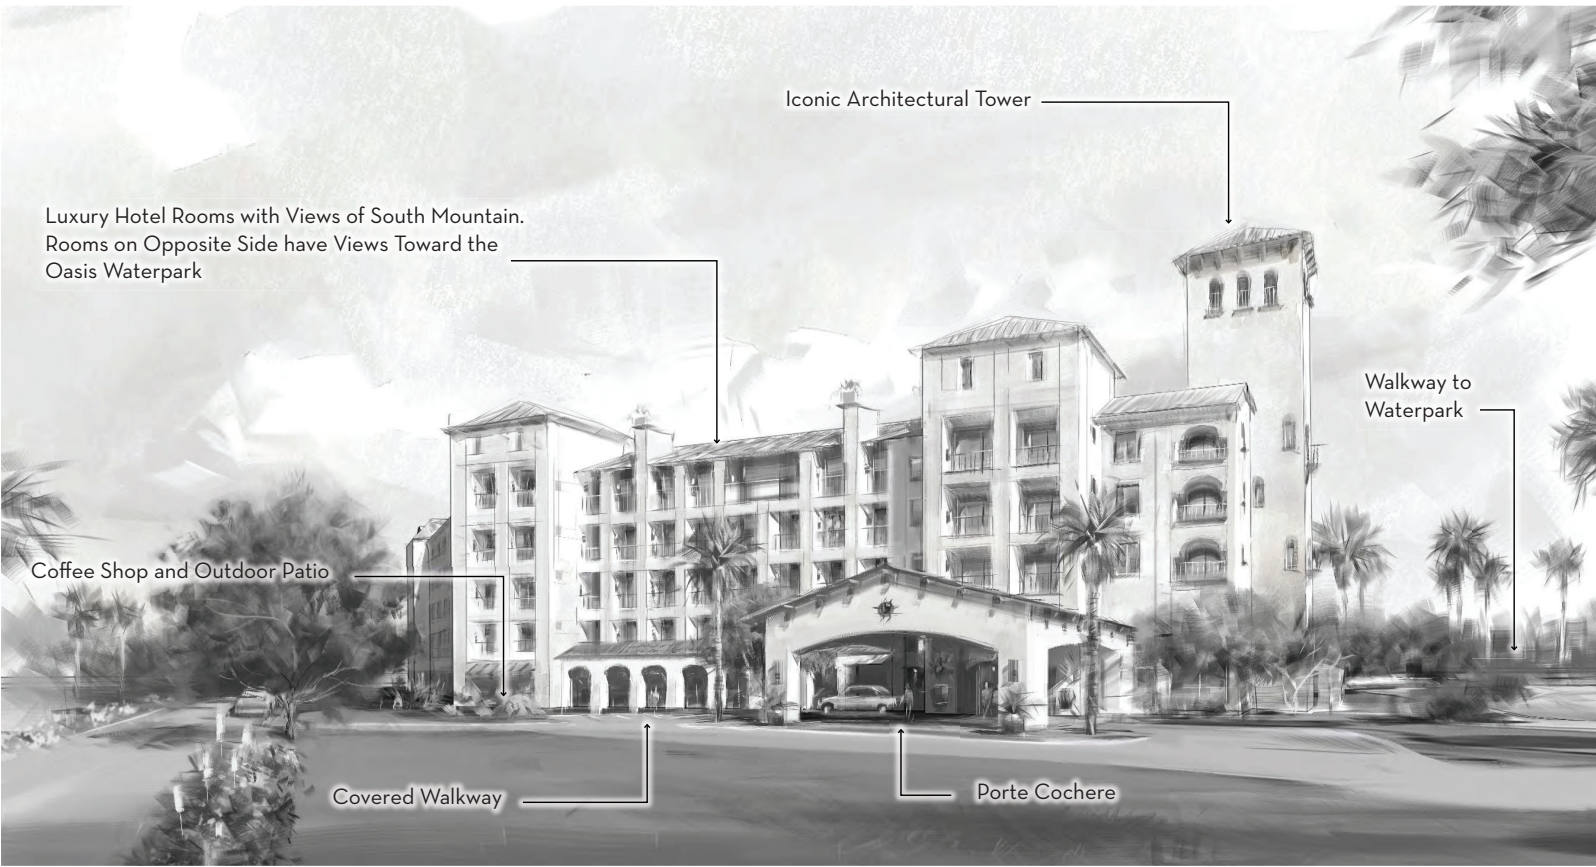 Iconic Architectural Tower
Luxury Hotel Rooms with Views of South Mountain.
Rooms on Opposite Side have Views Toward the
Oasis Waterpark
Walkway to
Waterpark
Coffee Shop and Outdoor Patio
Covered Walkway
Porte Cochere